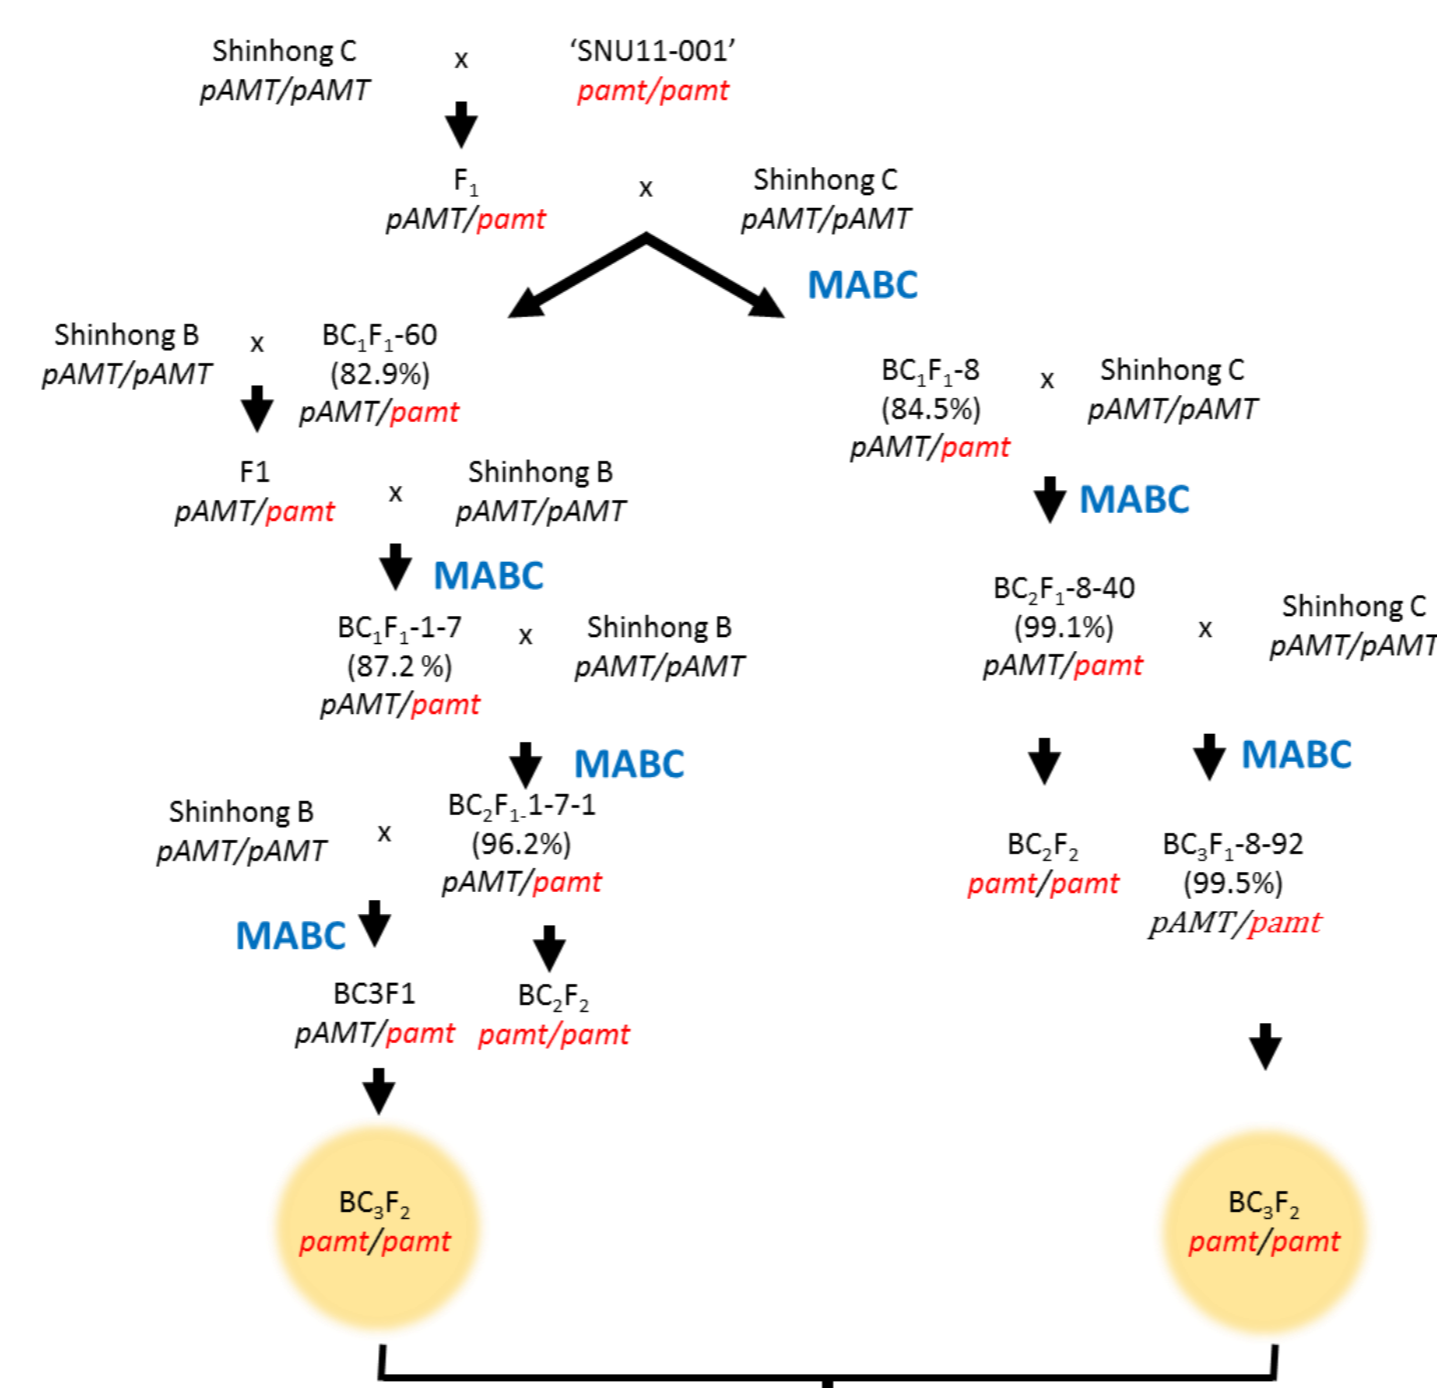 Shinhong C x ‘SNU11-001’
pAMT/pAMT pamt/pamt
F₁ x Shinhong C
pAMT/pamt pAMT/pAMT
MABC
Shinhong B x BC₁F₁-60
pAMT/pAMT (82.9%)
pAMT/pamt
BC₁F₁-8 x Shinhong C
(84.5%) pAMT/pAMT
pAMT/pamt
F1 x Shinhong B
pAMT/pamt pAMT/pAMT
MABC
MABC
BC₁F₁-1-7 x Shinhong B
(87.2 %) pAMT/pAMT
pAMT/pamt
BC₂F₁-8-40 x Shinhong C
(99.1%) pAMT/pAMT
pAMT/pamt
MABC
MABC
Shinhong B x BC₂F₁₋1-7-1
pAMT/pAMT (96.2%)
pAMT/pamt
BC₂F₂ BC₃F₁-8-92
pamt/pamt (99.5%)
pAMT/pamt
MABC
BC3F1 BC₂F₂
pAMT/pamt pamt/pamt
BC₃F₂ BC₃F₂
pamt/pamt pamt/pamt